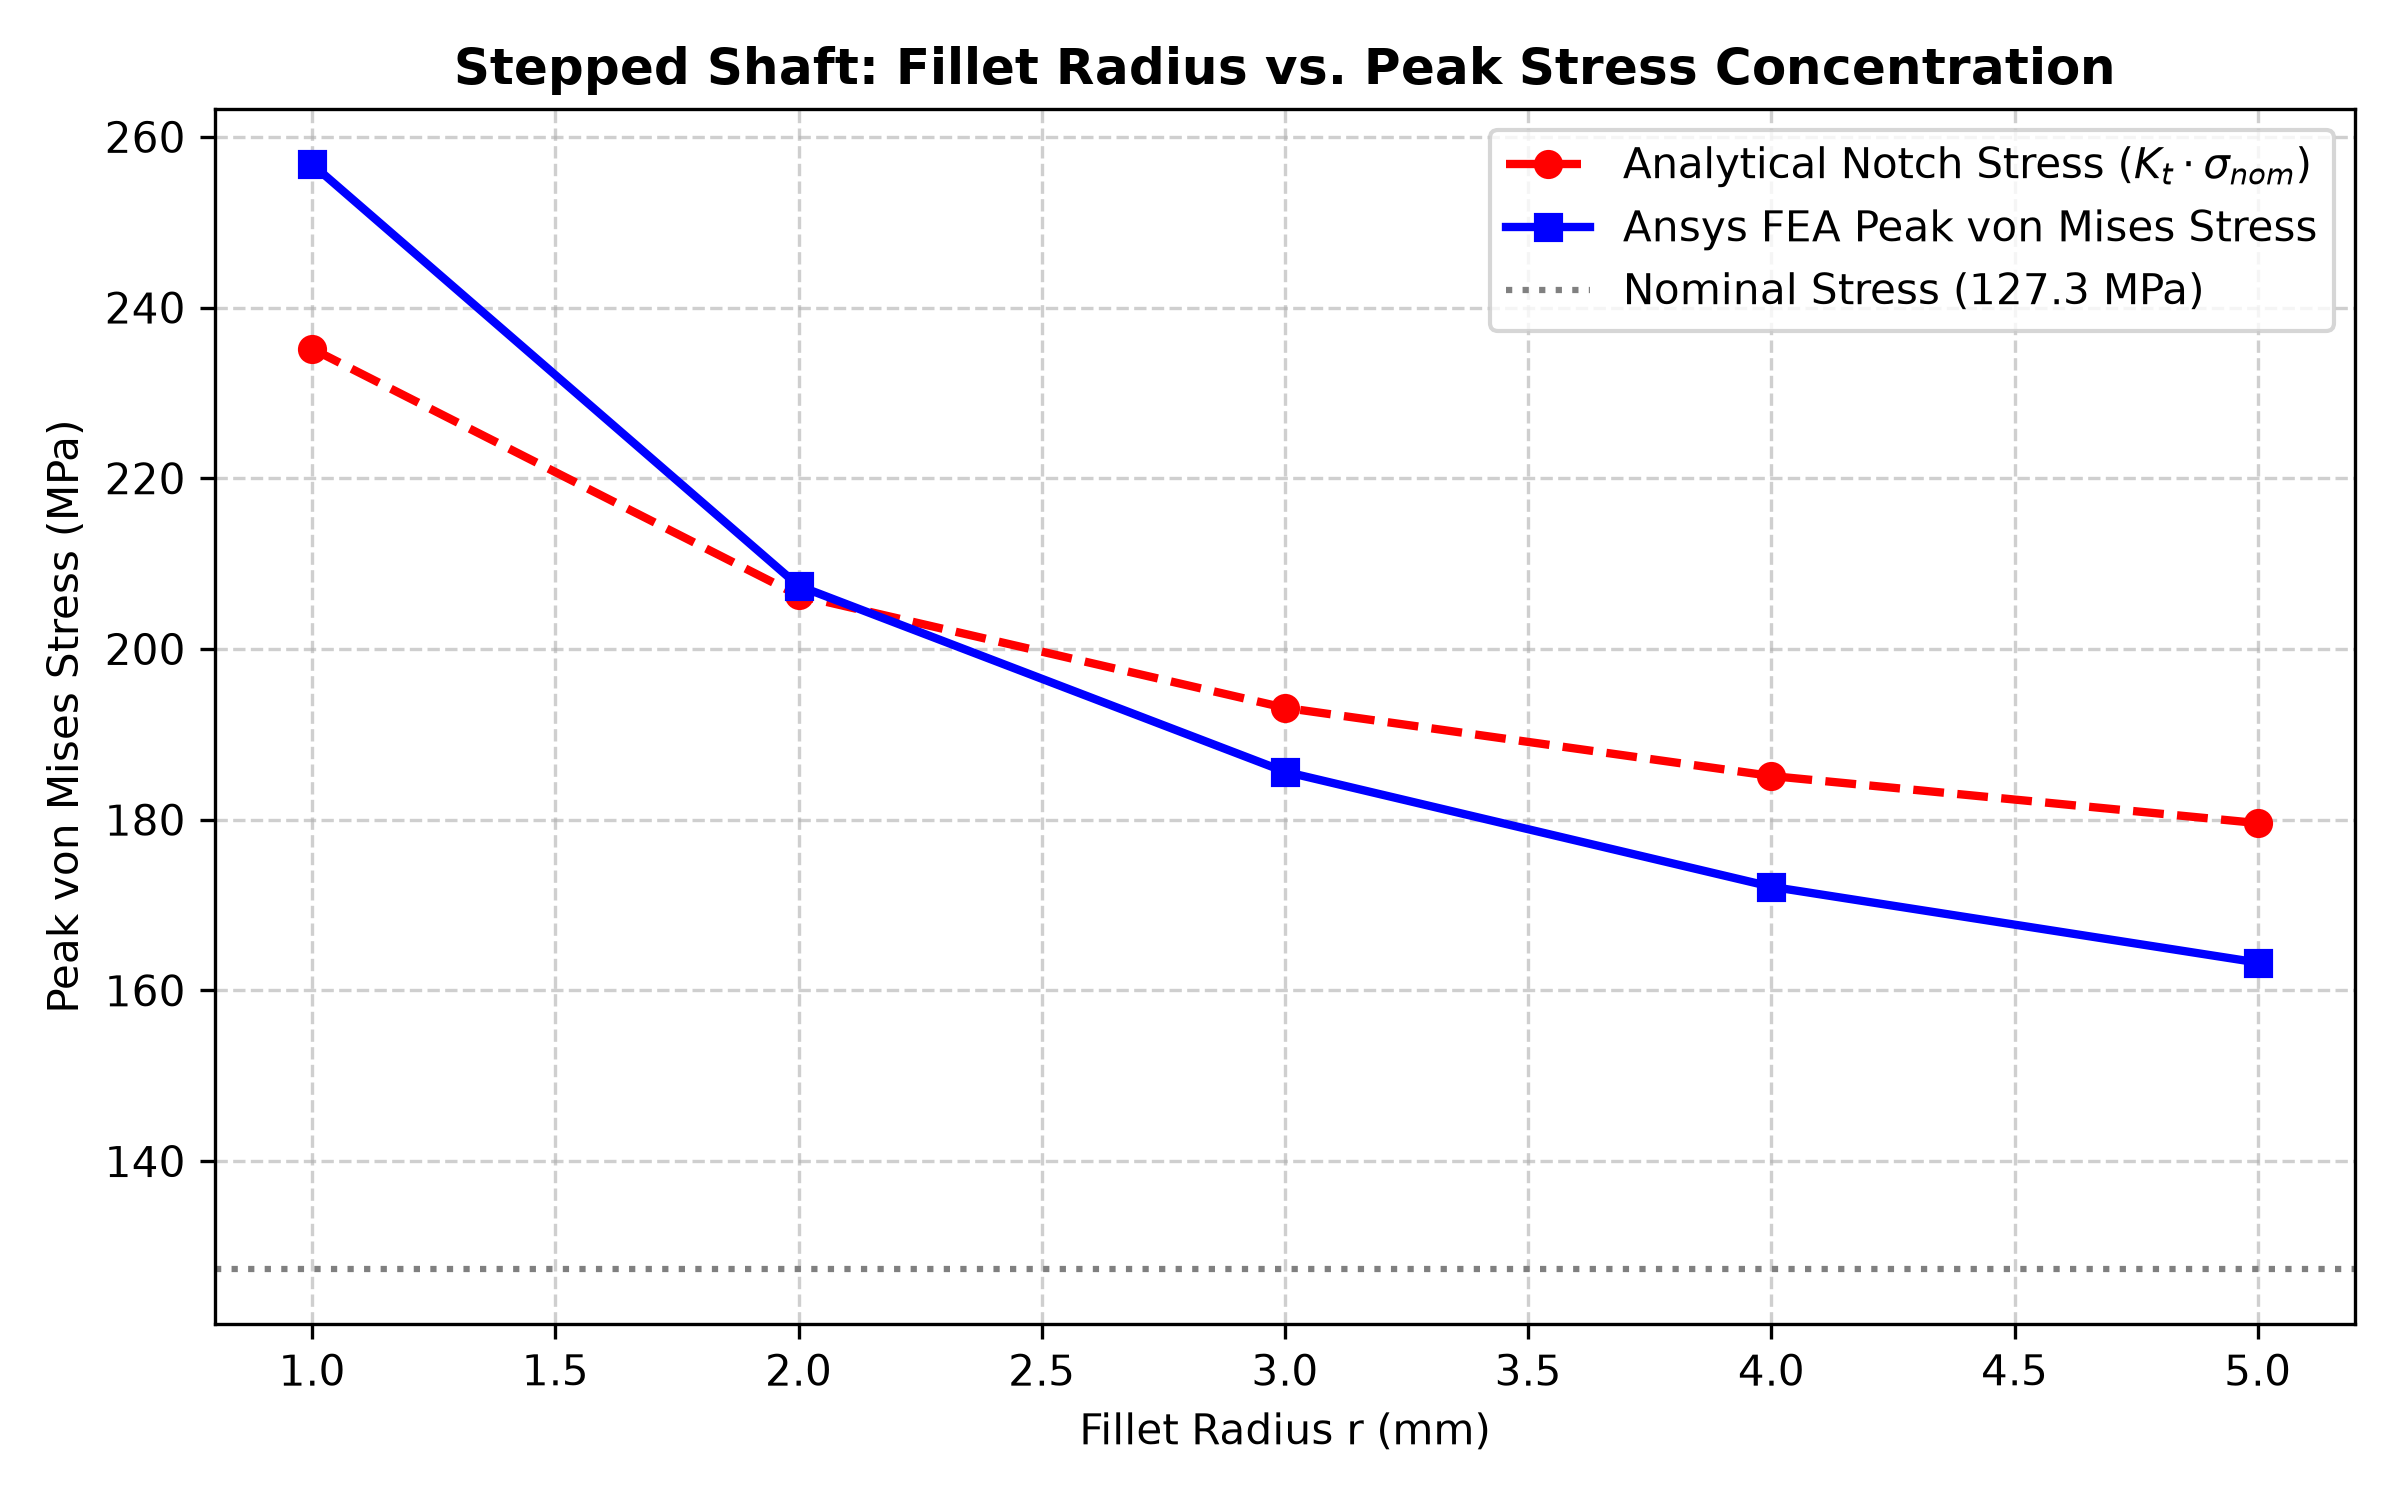 Stepped Shaft: Fillet Radius vs. Peak Stress Concentration
Analytical Notch Stress (K_t · σ_nom)
Ansys FEA Peak von Mises Stress
Nominal Stress (127.3 MPa)
Peak von Mises Stress (MPa)
260
240
220
200
180
160
140
1.0 1.5 2.0 2.5 3.0 3.5 4.0 4.5 5.0
Fillet Radius r (mm)